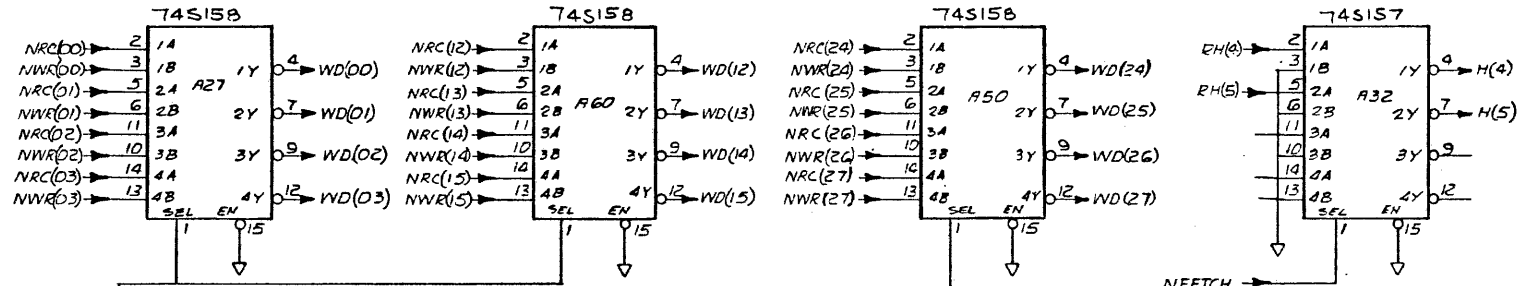 74S158 74S158 74S158 74S157
NRC(00) 2 1A
NWR(00) 3 1B 1Y 4 WD(00)
NRC(01) 5 2A A27
NWR(01) 6 2B 2Y 7 WD(01)
NRC(02) 11 3A
NWR(02) 10 3B 3Y 9 WD(02)
NRC(03) 14 4A
NWR(03) 13 4B 4Y 12 WD(03)
SEL EN
1 15
NRC(12) 2 1A
NWR(12) 3 1B 1Y 4 WD(12)
NRC(13) 5 2A A60
NWR(13) 6 2B 2Y 7 WD(13)
NRC(14) 11 3A
NWR(14) 10 3B 3Y 9 WD(14)
NRC(15) 14 4A
NWR(15) 13 4B 4Y 12 WD(15)
SEL EN
1 15
NRC(24) 2 1A
NWR(24) 3 1B 1Y 4 WD(24)
NRC(25) 5 2A A50
NWR(25) 6 2B 2Y 7 WD(25)
NRC(26) 11 3A
NWR(26) 10 3B 3Y 9 WD(26)
NRC(27) 14 4A
NWR(27) 13 4B 4Y 12 WD(27)
SEL EN
1 15
RH(4) 2 1A
3 1B 1Y 4 H(4)
RH(5) 5 2A A32
6 2B 2Y 7 H(5)
11 3A
10 3B 3Y 9
14 4A
13 4B 4Y 12
SEL EN
1 15
NFETCH